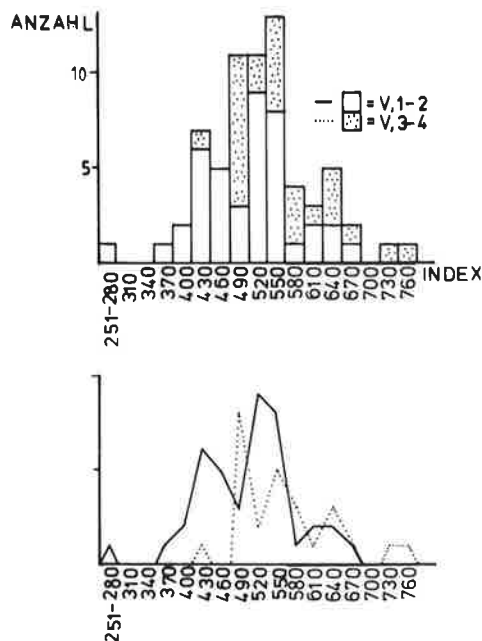 ANZAHL
10
5
— □ = V, 1-2
..... = V, 3-4
251-280 310 340 370 400 430 460 490 520 550 580 610 640 670 700 730 760 INDEX
251-280 310 340 370 400 430 460 490 520 550 580 610 640 670 700 730 760